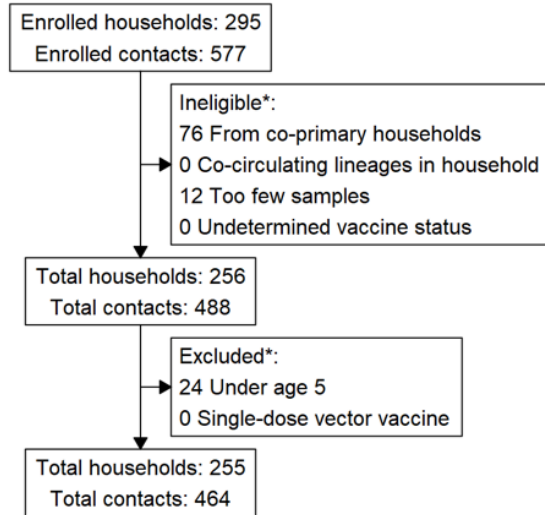 Enrolled households: 295
Enrolled contacts: 577
Ineligible*:
76 From co-primary households
0 Co-circulating lineages in household
12 Too few samples
0 Undetermined vaccine status
Total households: 256
Total contacts: 488
Excluded*:
24 Under age 5
0 Single-dose vector vaccine
Total households: 255
Total contacts: 464